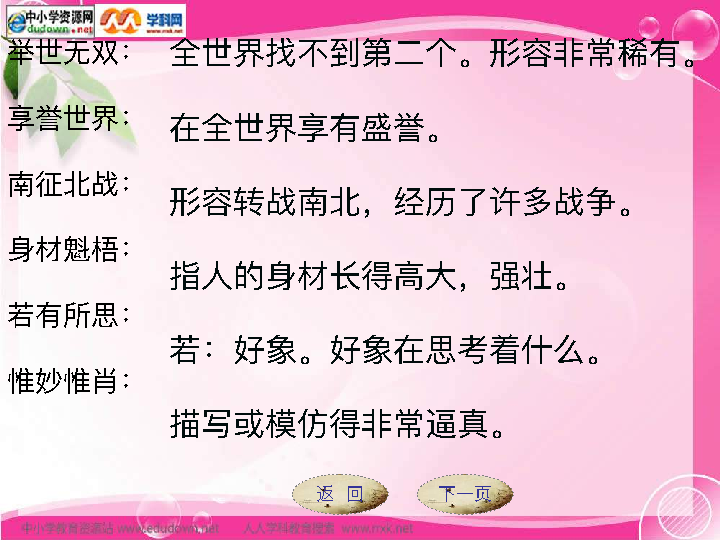 中小学资源网
edudown.net
学科网
举世无双：
全世界找不到第二个。形容非常稀有。
享誉世界：
在全世界享有盛誉。
南征北战：
形容转战南北，经历了许多战争。
身材魁梧：
指人的身材长得高大，强壮。
若有所思：
若：好象。好象在思考着什么。
惟妙惟肖：
描写或模仿得非常逼真。
返 回
下一页
中小学教育资源站 www.edudown.net
人人学科教育搜索 www.rrxk.net